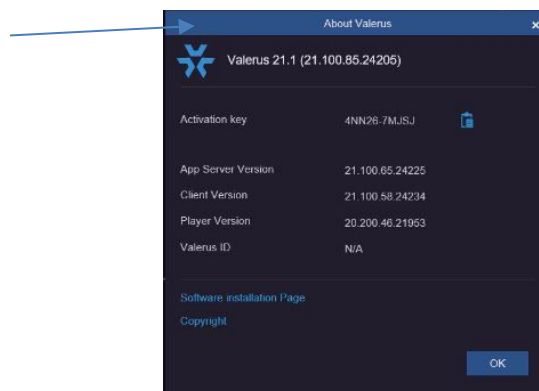 About Valerus ×
Valerus 21.1 (21.100.85.24205)
Activation key 4NN26-7MJSJ
App Server Version 21.100.65.24225
Client Version 21.100.58.24234
Player Version 20.200.46.21953
Valerus ID N/A
Software installation Page
Copyright
OK